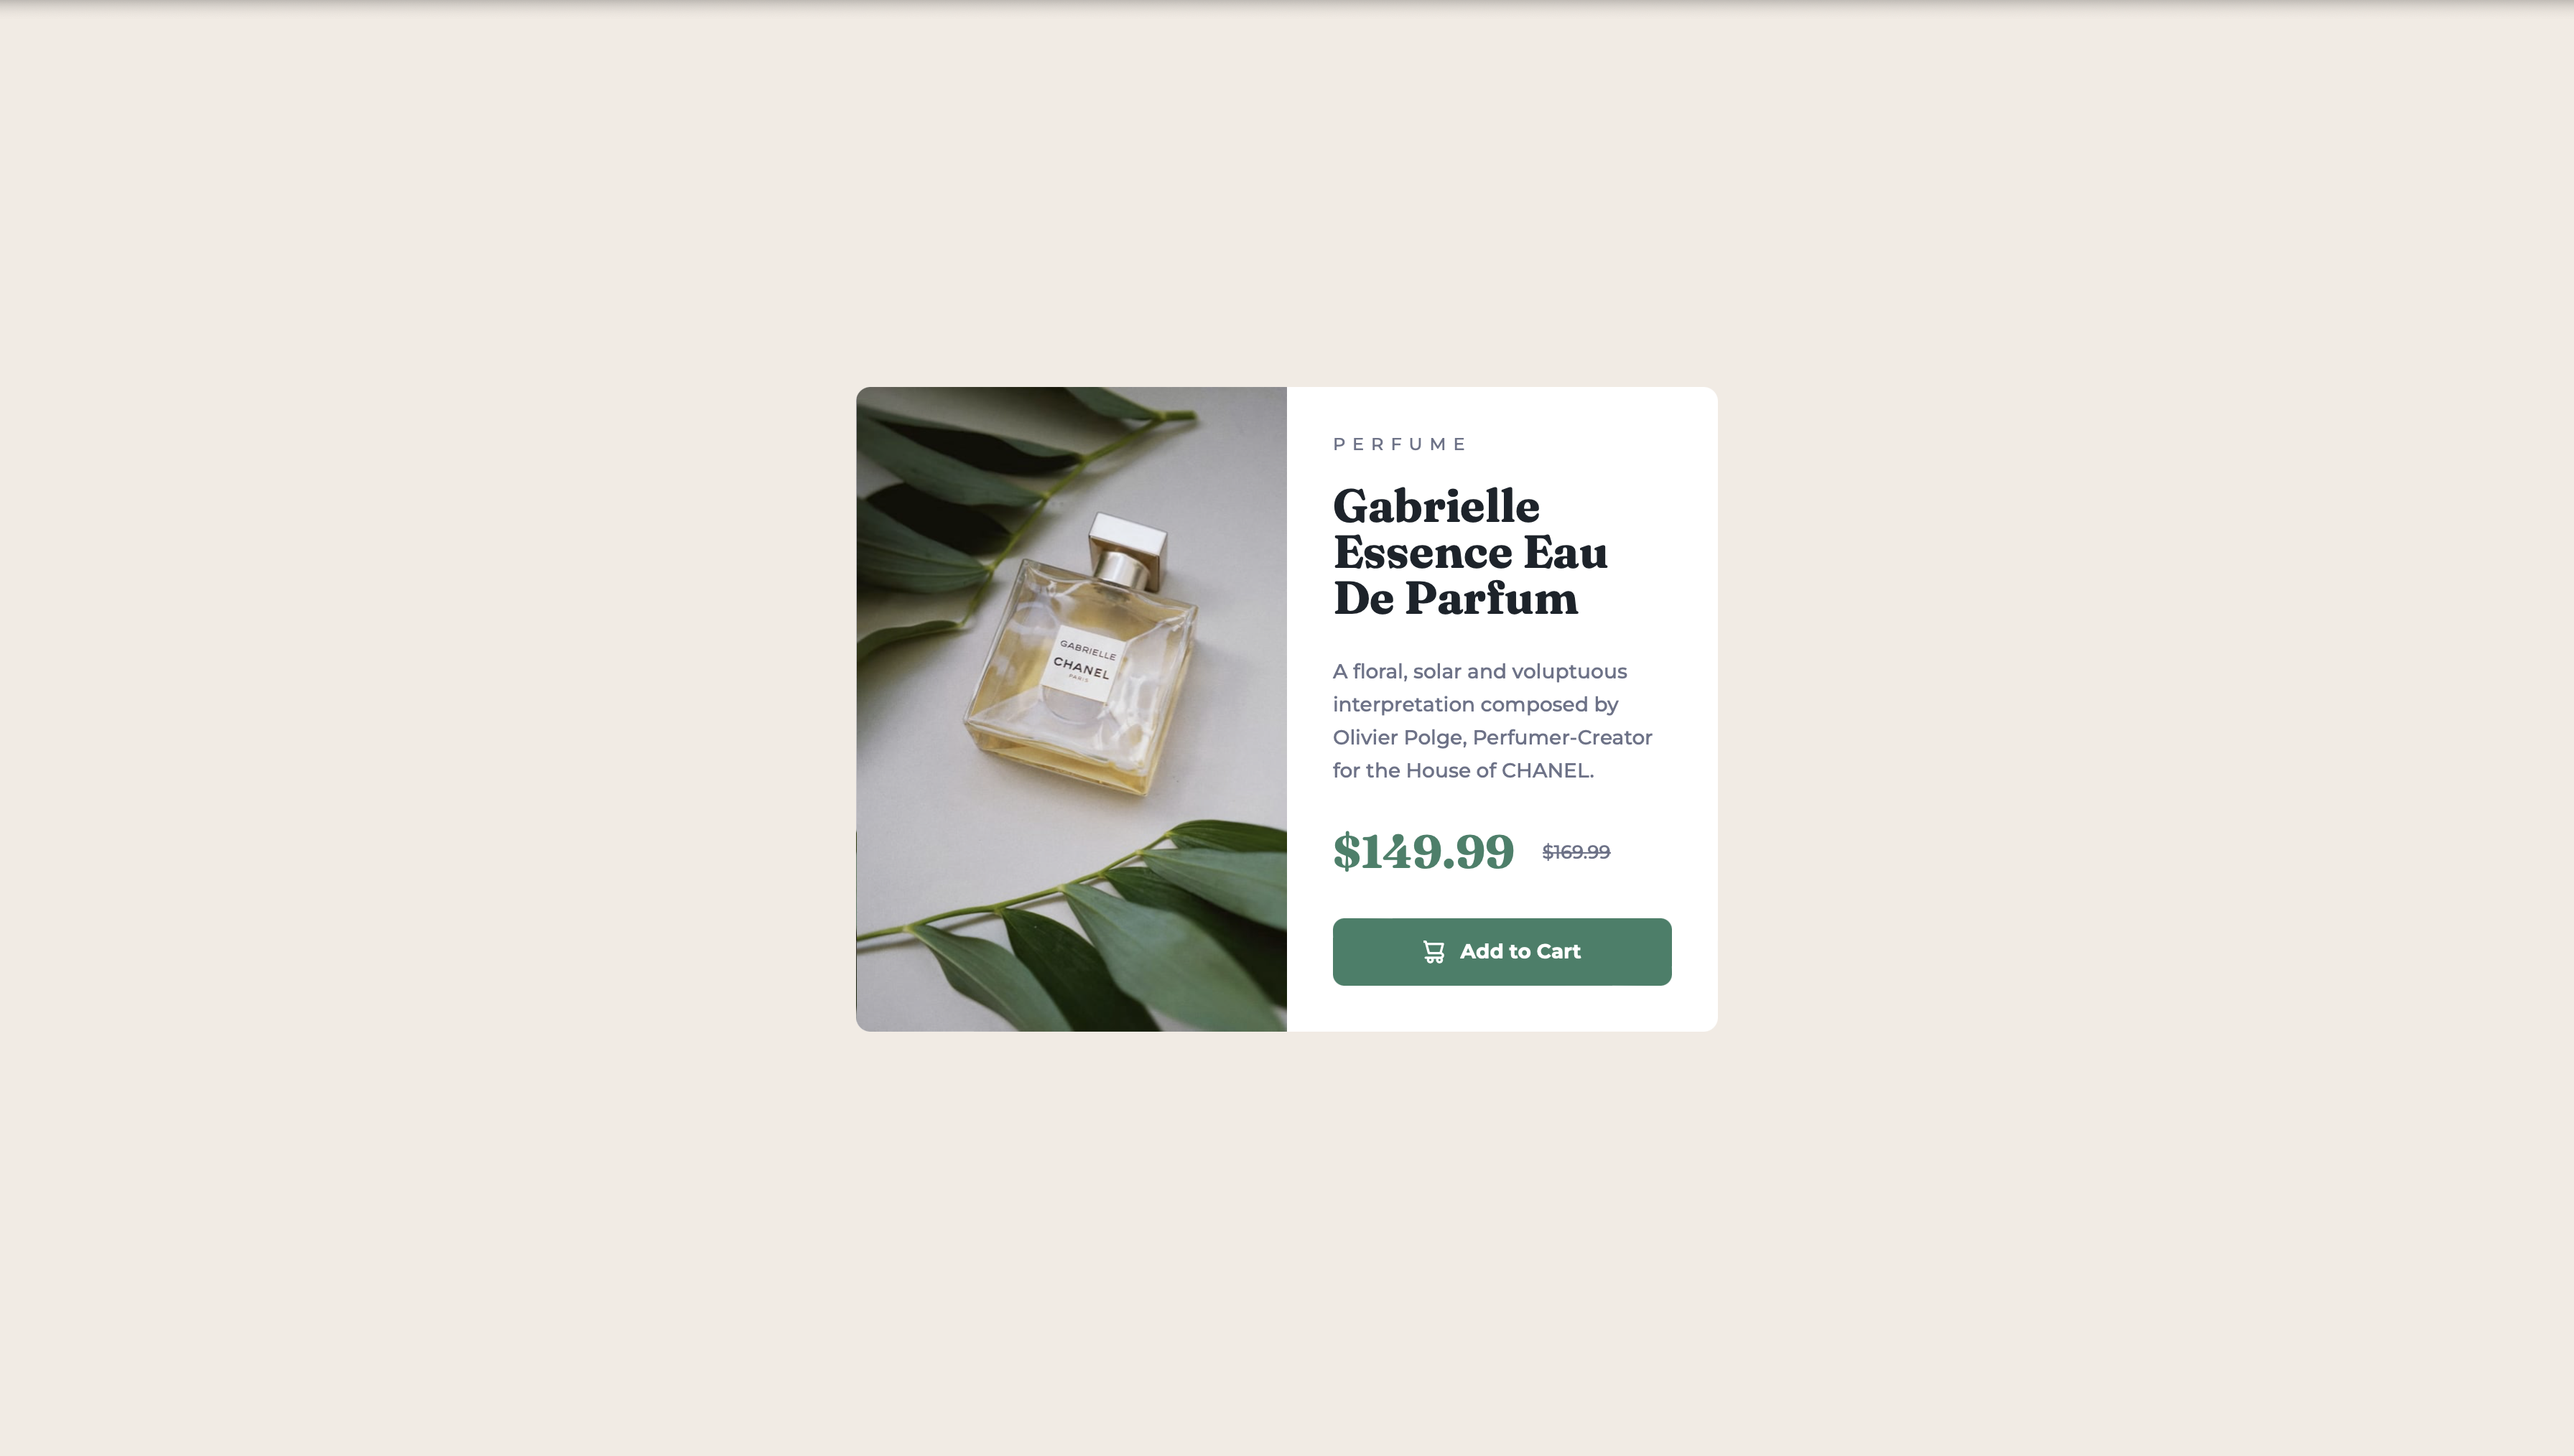 GABRIELLE
CHANEL
PARIS
PERFUME
Gabrielle
Essence Eau
De Parfum
A floral, solar and voluptuous
interpretation composed by
Olivier Polge, Perfumer-Creator
for the House of CHANEL.
$149.99 $169.99
Add to Cart